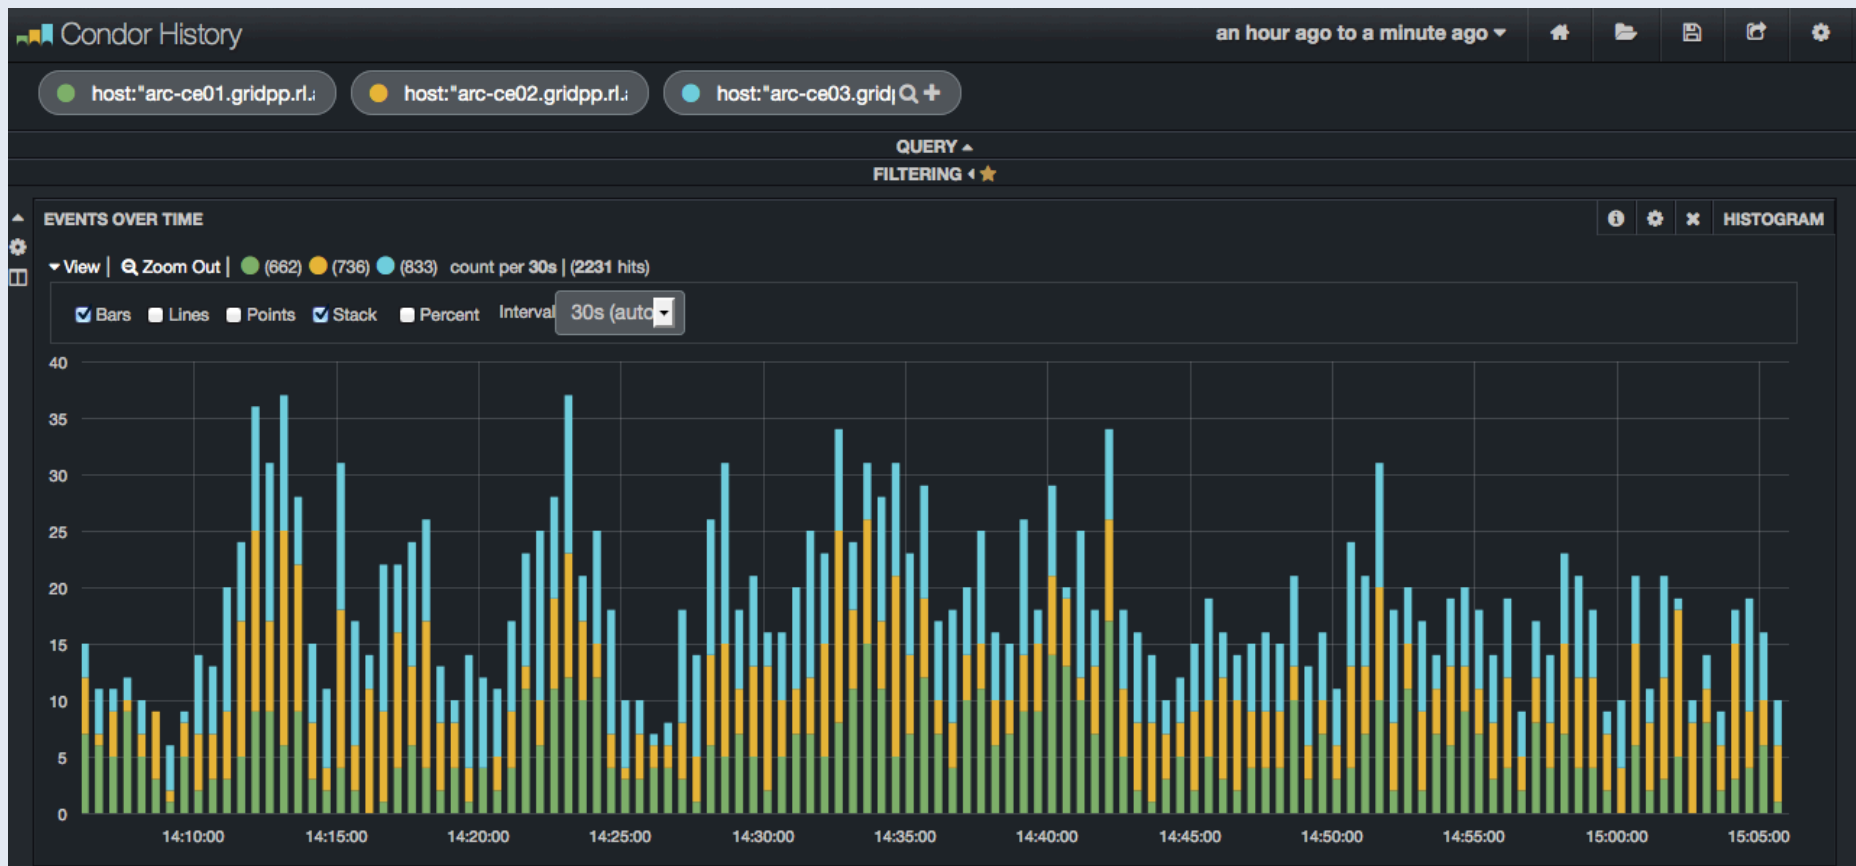 Condor History
an hour ago to a minute ago
host:"arc-ce01.gridpp.rl.
host:"arc-ce02.gridpp.rl.
host:"arc-ce03.grid
QUERY
FILTERING
EVENTS OVER TIME
HISTOGRAM
View | Zoom Out | (662) (736) (833) count per 30s | (2231 hits)
Bars Lines Points Stack Percent Interval 30s (auto
40
35
30
25
20
15
10
5
0
14:10:00 14:15:00 14:20:00 14:25:00 14:30:00 14:35:00 14:40:00 14:45:00 14:50:00 14:55:00 15:00:00 15:05:00